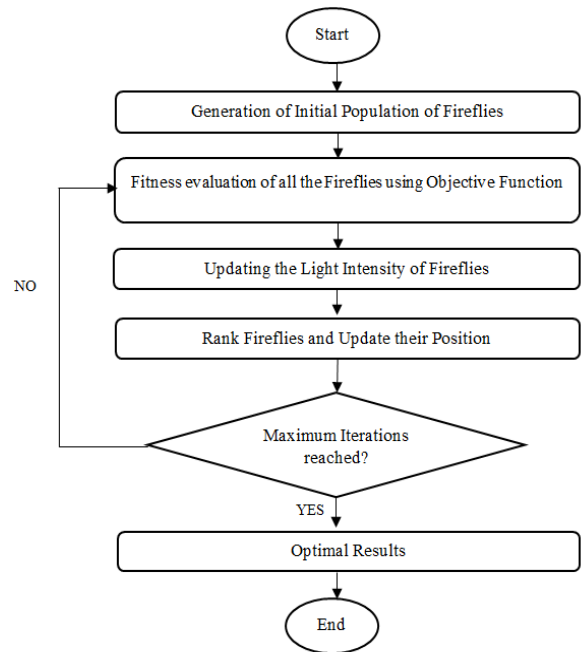 Start
Generation of Initial Population of Fireflies
Fitness evaluation of all the Fireflies using Objective Function
Updating the Light Intensity of Fireflies
NO
Rank Fireflies and Update their Position
Maximum Iterations
reached?
YES
Optimal Results
End